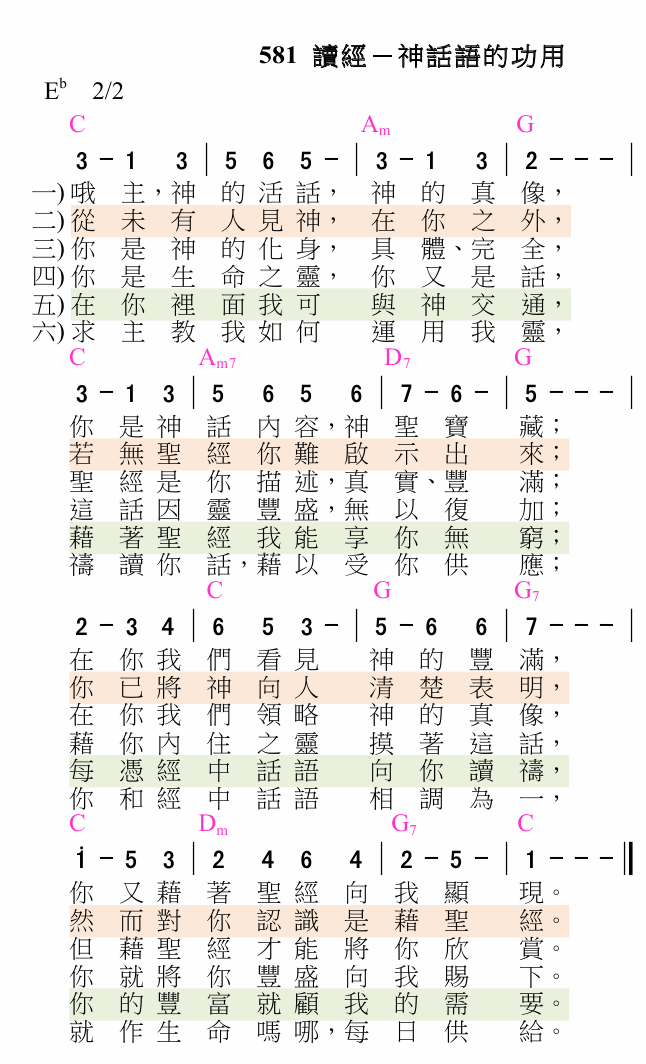 581 讀經－神話語的功用
E♭ 2/2
C Am G
3 － 1 3 | 5 6 5 － | 3 － 1 3 | 2 － － － |
一) 哦 主，神 的 活 話， 神 的 真 像，
二) 從 未 有 人 見 神， 在 你 之 外，
三) 你 是 神 的 化 身， 具 體、完 全，
四) 你 是 生 命 之 靈， 你 又 是 話，
五) 在 你 裡 面 我 可 與 神 交 通，
六) 求 主 教 我 如 何 運 用 我 靈，
C Am7 D7 G
3 － 1 3 | 5 6 5 6 | 7 － 6 － | 5 － － － |
你 是 神 話 內 容，神 聖 寶 藏；
若 無 聖 經 你 難 啟 示 出 來；
聖 經 是 你 描 述，真 實、豐 滿；
這 話 因 靈 豐 盛，無 以 復 加；
藉 著 聖 經 我 能 享 你 無 窮；
禱 讀 你 話，藉 以 受 你 供 應；
C G G7
2 － 3 4 | 6 5 3 － | 5 － 6 6 | 7 － － － |
在 你 我 們 看 見 神 的 豐 滿，
你 已 將 神 向 人 清 楚 表 明，
在 你 我 們 領 略 神 的 真 像，
藉 你 內 住 之 靈 摸 著 這 話，
每 憑 經 中 話 語 向 你 讀 禱，
你 和 經 中 話 語 相 調 為 一，
C Dm G7 C
i － 5 3 | 2 4 6 4 | 2 － 5 － | 1 － － － ‖
你 又 藉 著 聖 經 向 我 顯 現。
然 而 對 你 認 識 是 藉 聖 經。
但 藉 聖 經 才 能 將 你 欣 賞。
你 就 將 你 豐 盛 向 我 賜 下。
你 的 豐 富 就 顧 我 的 需 要。
就 作 生 命 嗎 哪，每 日 供 給。